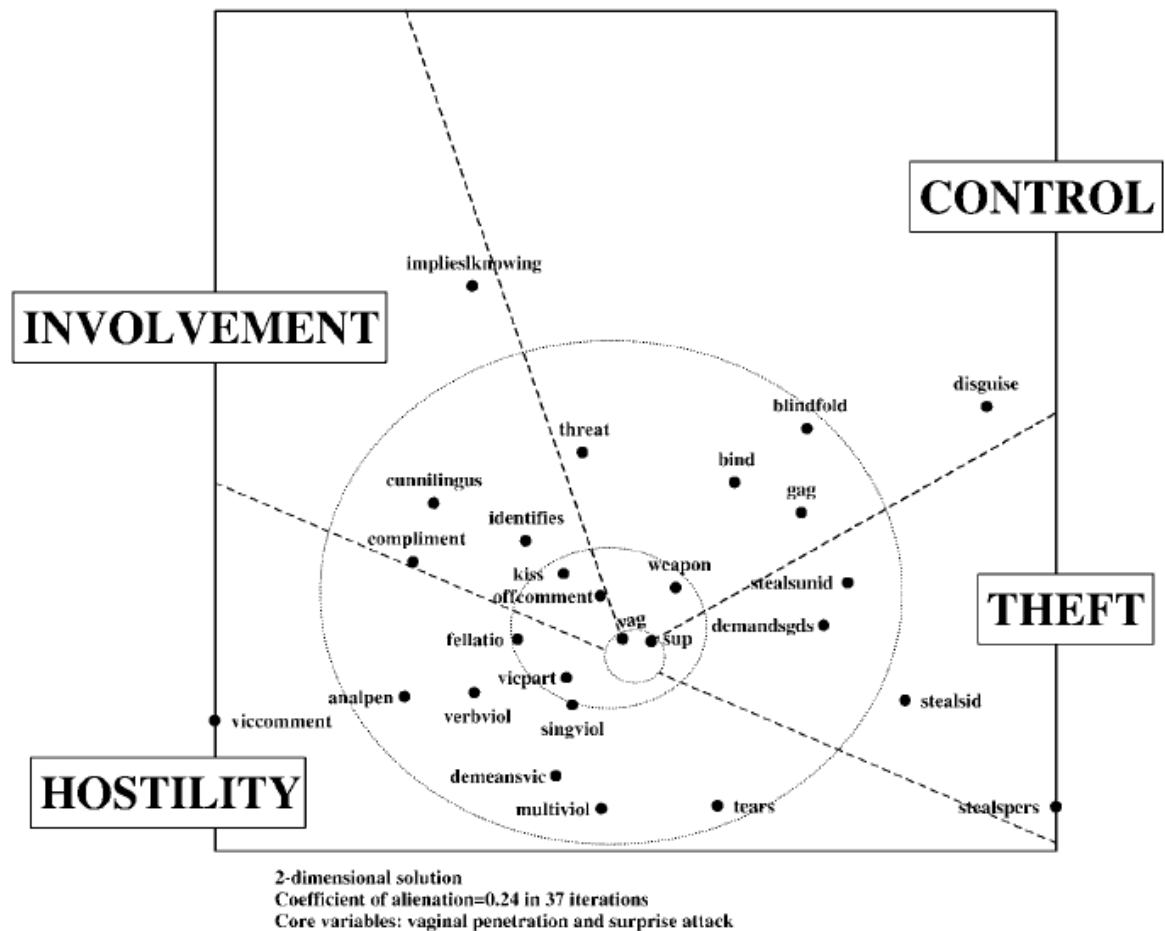 CONTROL
implieslknowing
INVOLVEMENT
disguise
blindfold
threat
bind
cunnilingus
gag
identifies
compliment
weapon
kiss
stealsunid
offcomment
THEFT
vag
demandsgds
sup
fellatio
vicpart
analpen
verbviol
stealsid
viccomment
singviol
demeansvic
HOSTILITY
multiviol
tears
stealspers
2-dimensional solution
Coefficient of alienation=0.24 in 37 iterations
Core variables: vaginal penetration and surprise attack